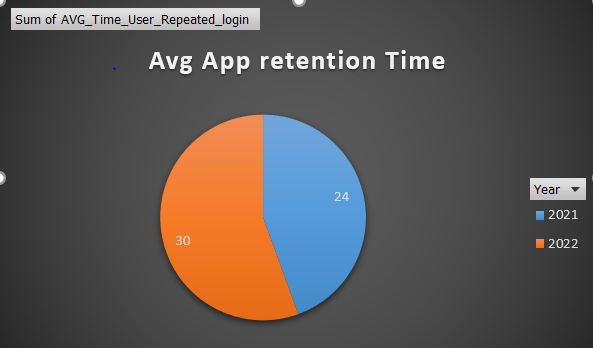 Sum of AVG_Time_User_Repeated_login
Avg App retention Time
24
30
Year
2021
2022